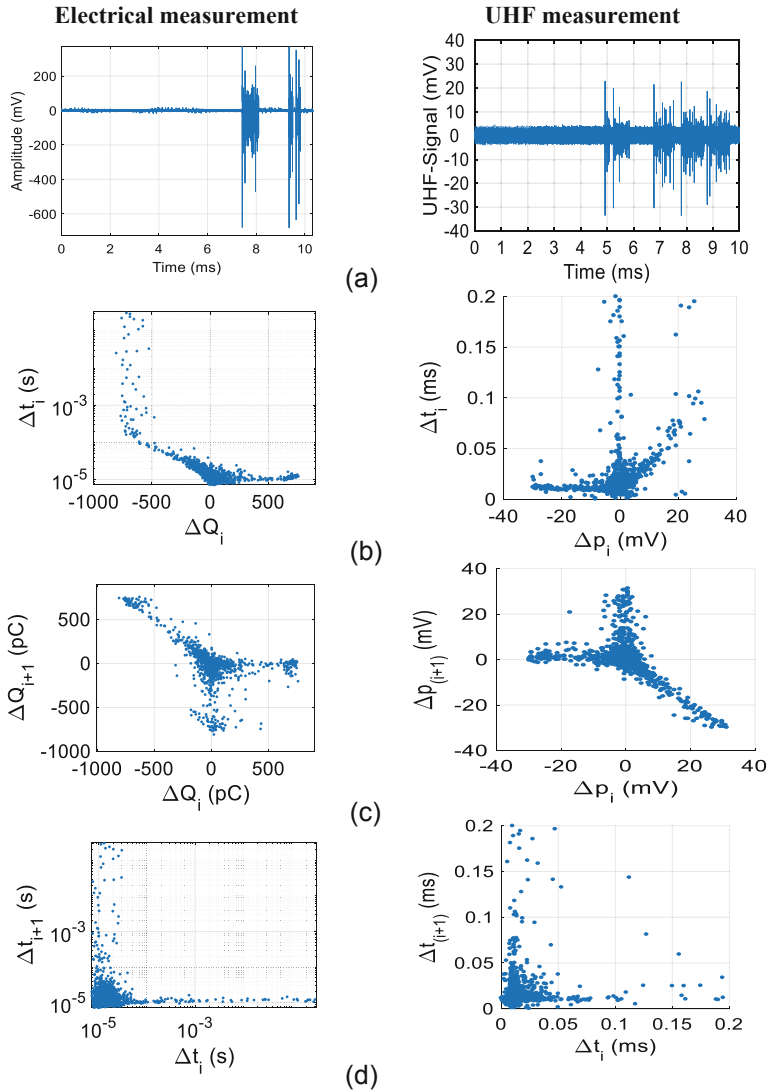 Electrical measurement
UHF measurement
200
0
-200
-400
-600
Amplitude (mV)
0 2 4 6 8 10
Time (ms)
40
30
20
10
0
-10
-20
-30
-40
UHF-Signal (mV)
0 1 2 3 4 5 6 7 8 9 10
Time (ms)
(a)
Δt_i (s)
10^-3
10^-5
-1000 -500 0 500
ΔQ_i
0.2
0.15
0.1
0.05
0
Δt_i (ms)
-40 -20 0 20 40
Δp_i (mV)
(b)
500
0
-500
-1000
ΔQ_i+1 (pC)
-1000 -500 0 500
ΔQ_i (pC)
40
20
0
-20
-40
Δp_(i+1) (mV)
-40 -20 0 20 40
Δp_i (mV)
(c)
Δt_i+1 (s)
10^-3
10^-5
10^-5 10^-3
Δt_i (s)
0.2
0.15
0.1
0.05
0
Δt_(i+1) (ms)
0 0.05 0.1 0.15 0.2
Δt_i (ms)
(d)